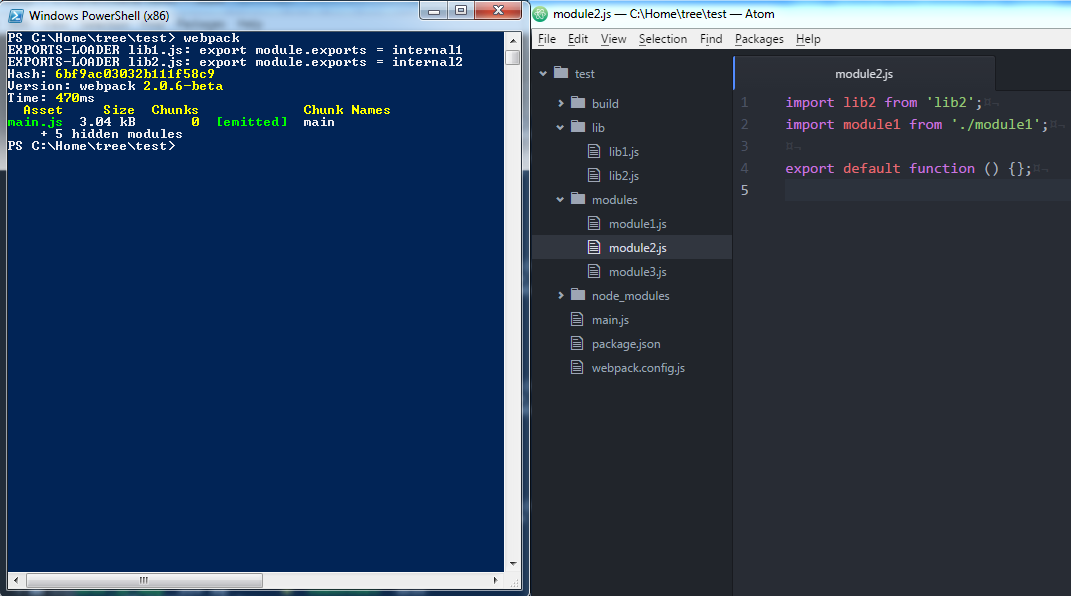 Windows PowerShell (x86)
PS C:\Home\tree\test> webpack
EXPORTS-LOADER lib1.js: export module.exports = internal1
EXPORTS-LOADER lib2.js: export module.exports = internal2
Hash: 6bf9ac03032b111f58c9
Version: webpack 2.0.6-beta
Time: 470ms
Asset Size Chunks Chunk Names
main.js 3.04 kB 0 [emitted] main
+ 5 hidden modules
PS C:\Home\tree\test>
module2.js — C:\Home\tree\test — Atom
File Edit View Selection Find Packages Help
test
build
lib
lib1.js
lib2.js
modules
module1.js
module2.js
module3.js
node_modules
main.js
package.json
webpack.config.js
module2.js
1 import lib2 from 'lib2';¤¬
2 import module1 from './module1';¤¬
3 ¤¬
4 export default function () {};¤¬
5